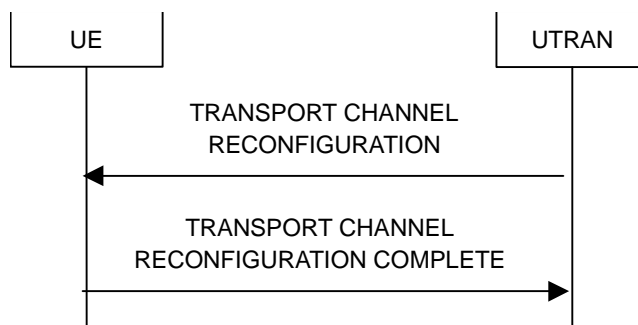 UE
UTRAN
TRANSPORT CHANNEL
RECONFIGURATION
TRANSPORT CHANNEL
RECONFIGURATION COMPLETE